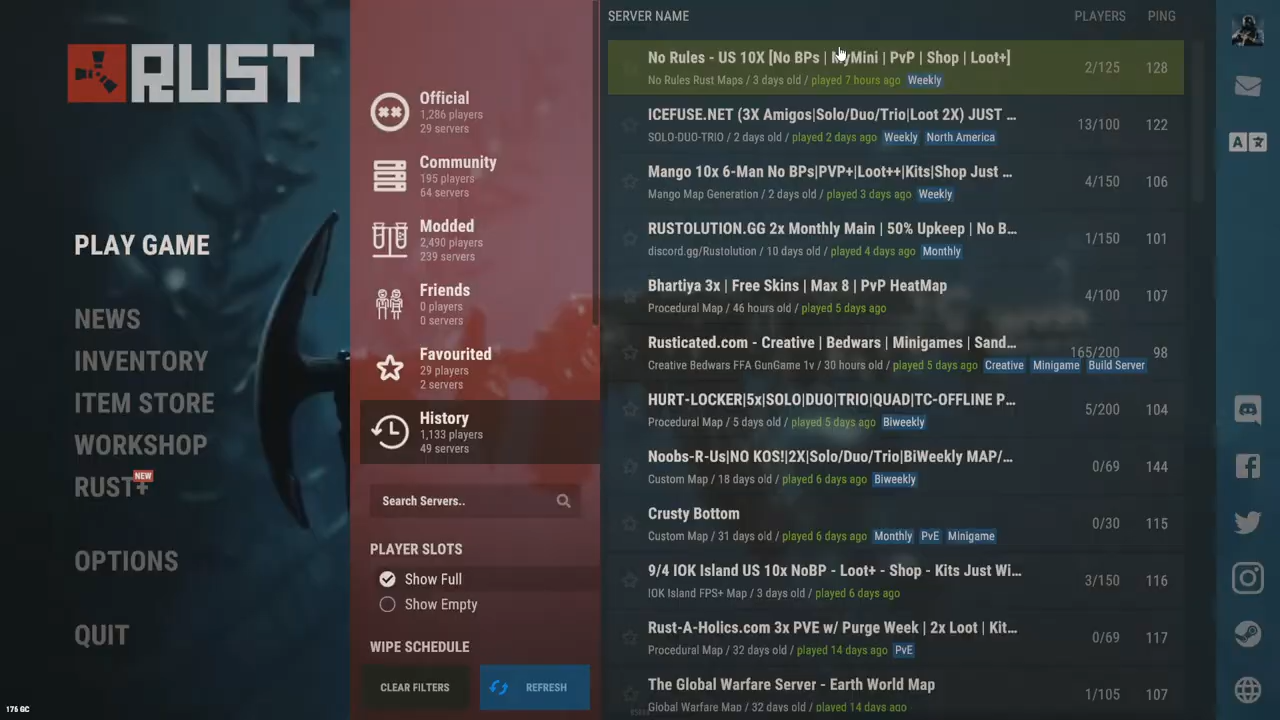 RUST
PLAY GAME
NEWS
INVENTORY
ITEM STORE
WORKSHOP
RUST+ NEW
OPTIONS
QUIT
176 GC
Official
1,286 players
29 servers
Community
195 players
64 servers
Modded
2,490 players
239 servers
Friends
0 players
0 servers
Favourited
29 players
2 servers
History
1,133 players
49 servers
Search Servers..
PLAYER SLOTS
Show Full
Show Empty
WIPE SCHEDULE
CLEAR FILTERS
REFRESH
SERVER NAME PLAYERS PING
No Rules - US 10X [No BPs | MyMini | PvP | Shop | Loot+] 2/125 128
No Rules Rust Maps / 3 days old / played 7 hours ago Weekly
ICEFUSE.NET (3X Amigos|Solo/Duo/Trio|Loot 2X) JUST ... 13/100 122
SOLO-DUO-TRIO / 2 days old / played 2 days ago Weekly North America
Mango 10x 6-Man No BPs|PVP+|Loot++|Kits|Shop Just ... 4/150 106
Mango Map Generation / 2 days old / played 3 days ago Weekly
RUSTOLUTION.GG 2x Monthly Main | 50% Upkeep | No B... 1/150 101
discord.gg/Rustolution / 10 days old / played 4 days ago Monthly
Bhartiya 3x | Free Skins | Max 8 | PvP HeatMap 4/100 107
Procedural Map / 46 hours old / played 5 days ago
Rusticated.com - Creative | Bedwars | Minigames | Sand... 165/200 98
Creative Bedwars FFA GunGame 1v / 30 hours old / played 5 days ago Creative Minigame Build Server
HURT-LOCKER|5x|SOLO|DUO|TRIO|QUAD|TC-OFFLINE P... 5/200 104
Procedural Map / 5 days old / played 5 days ago Biweekly
Noobs-R-Us|NO KOS!|2X|Solo/Duo/Trio|BiWeekly MAP/... 0/69 144
Custom Map / 18 days old / played 6 days ago Biweekly
Crusty Bottom 0/30 115
Custom Map / 31 days old / played 6 days ago Monthly PvE Minigame
9/4 IOK Island US 10x NoBP - Loot+ - Shop - Kits Just Wi... 3/150 116
IOK Island FPS+ Map / 3 days old / played 6 days ago
Rust-A-Holics.com 3x PVE w/ Purge Week | 2x Loot | Kit... 0/69 117
Procedural Map / 32 days old / played 14 days ago PvE
The Global Warfare Server - Earth World Map 1/105 107
Global Warfare Map / 32 days old / played 14 days ago
A